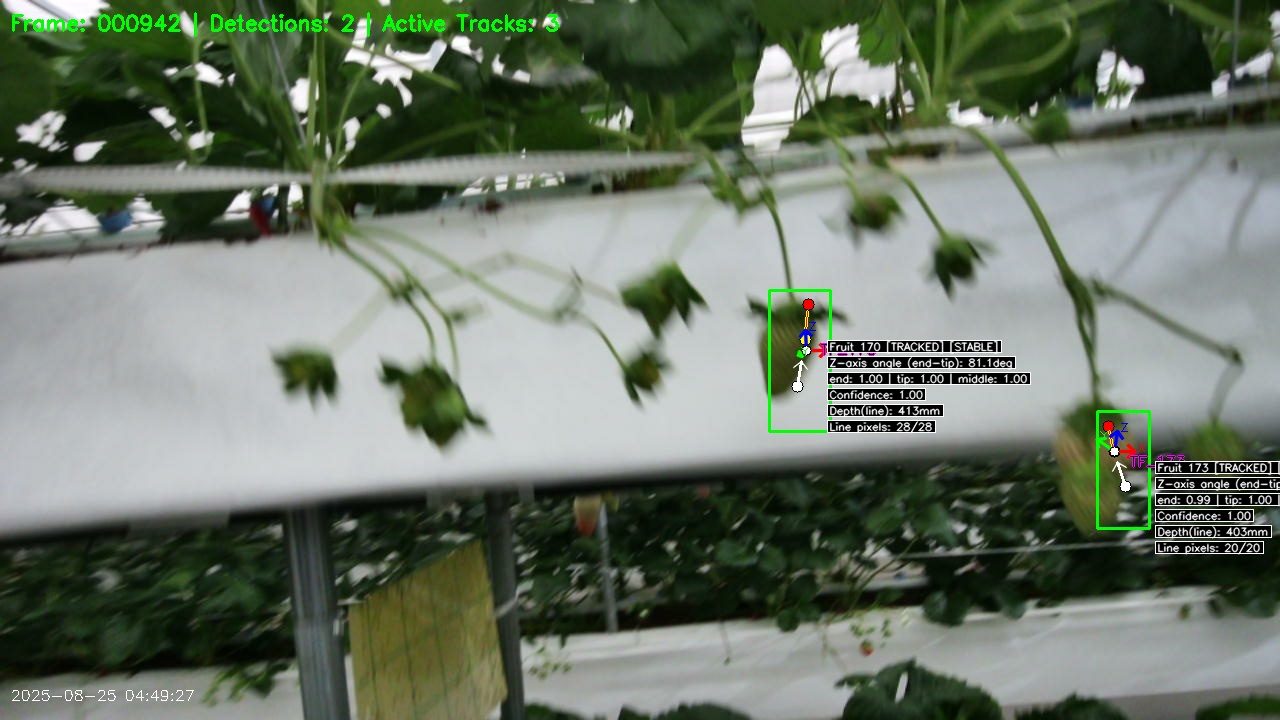 Frame: 000942 | Detections: 2 | Active Tracks: 3
Z
Fruit 170 [TRACKED] [STABLE]
Z-axis angle (end-tip): 81.1deg
end: 1.00 | tip: 1.00 | middle: 1.00
Confidence: 1.00
Depth(line): 413mm
Line pixels: 28/28
Z
TF_173
Fruit 173 [TRACKED]
Z-axis angle (end-tip
end: 0.99 | tip: 1.00
Confidence: 1.00
Depth(line): 403mm
Line pixels: 20/20
2025-08-25 04:49:27